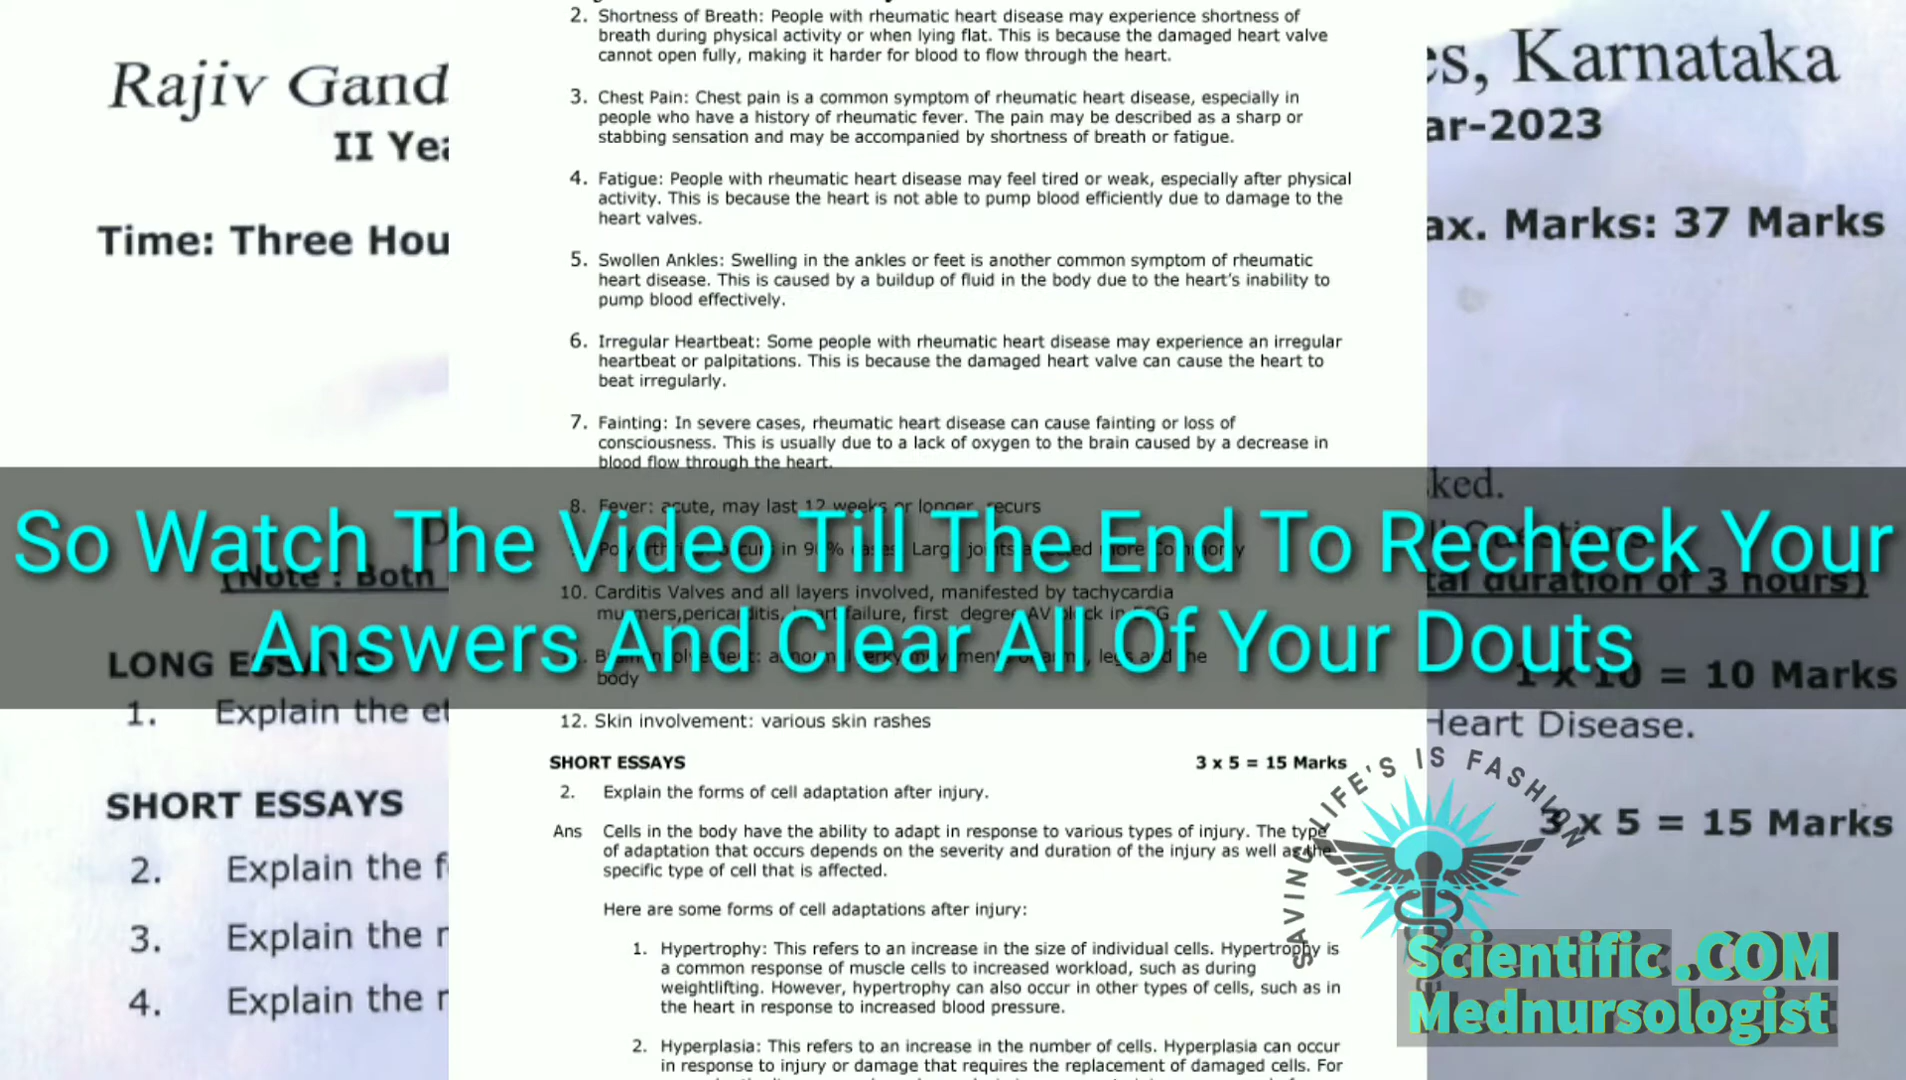 Rajiv Gand
II Yea
Time: Three Hou
(Note : Both
LONG ESSAYS
1. Explain the et
SHORT ESSAYS
2. Explain the f
3. Explain the r
4. Explain the r
2. Shortness of Breath: People with rheumatic heart disease may experience shortness of
breath during physical activity or when lying flat. This is because the damaged heart valve
cannot open fully, making it harder for blood to flow through the heart.
3. Chest Pain: Chest pain is a common symptom of rheumatic heart disease, especially in
people who have a history of rheumatic fever. The pain may be described as a sharp or
stabbing sensation and may be accompanied by shortness of breath or fatigue.
4. Fatigue: People with rheumatic heart disease may feel tired or weak, especially after physical
activity. This is because the heart is not able to pump blood efficiently due to damage to the
heart valves.
5. Swollen Ankles: Swelling in the ankles or feet is another common symptom of rheumatic
heart disease. This is caused by a buildup of fluid in the body due to the heart's inability to
pump blood effectively.
6. Irregular Heartbeat: Some people with rheumatic heart disease may experience an irregular
heartbeat or palpitations. This is because the damaged heart valve can cause the heart to
beat irregularly.
7. Fainting: In severe cases, rheumatic heart disease can cause fainting or loss of
consciousness. This is usually due to a lack of oxygen to the brain caused by a decrease in
blood flow through the heart.
8. Fever: acute, may last 12 weeks or longer, recurs
So Watch The Video Till The End To Recheck Your
Answers And Clear All Of Your Douts
10. Carditis Valves and all layers involved, manifested by tachycardia
failure, first degree AV block in ECG
body
12. Skin involvement: various skin rashes
SHORT ESSAYS 3 x 5 = 15 Marks
2. Explain the forms of cell adaptation after injury.
Ans Cells in the body have the ability to adapt in response to various types of injury. The type
of adaptation that occurs depends on the severity and duration of the injury as well as the
specific type of cell that is affected.
Here are some forms of cell adaptations after injury:
1. Hypertrophy: This refers to an increase in the size of individual cells. Hypertrophy is
a common response of muscle cells to increased workload, such as during
weightlifting. However, hypertrophy can also occur in other types of cells, such as in
the heart in response to increased blood pressure.
2. Hyperplasia: This refers to an increase in the number of cells. Hyperplasia can occur
in response to injury or damage that requires the replacement of damaged cells. For
es, Karnataka
ar-2023
ax. Marks: 37 Marks
ked.
tal duration of 3 hours)
1 x 10 = 10 Marks
Heart Disease.
3 x 5 = 15 Marks
SAVING LIFE'S IS FASHION
Scientific .COM
Mednursologist